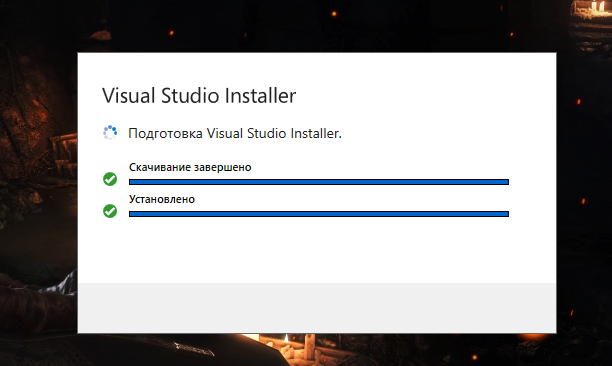 Visual Studio Installer
Подготовка Visual Studio Installer.
Скачивание завершено
Установлено